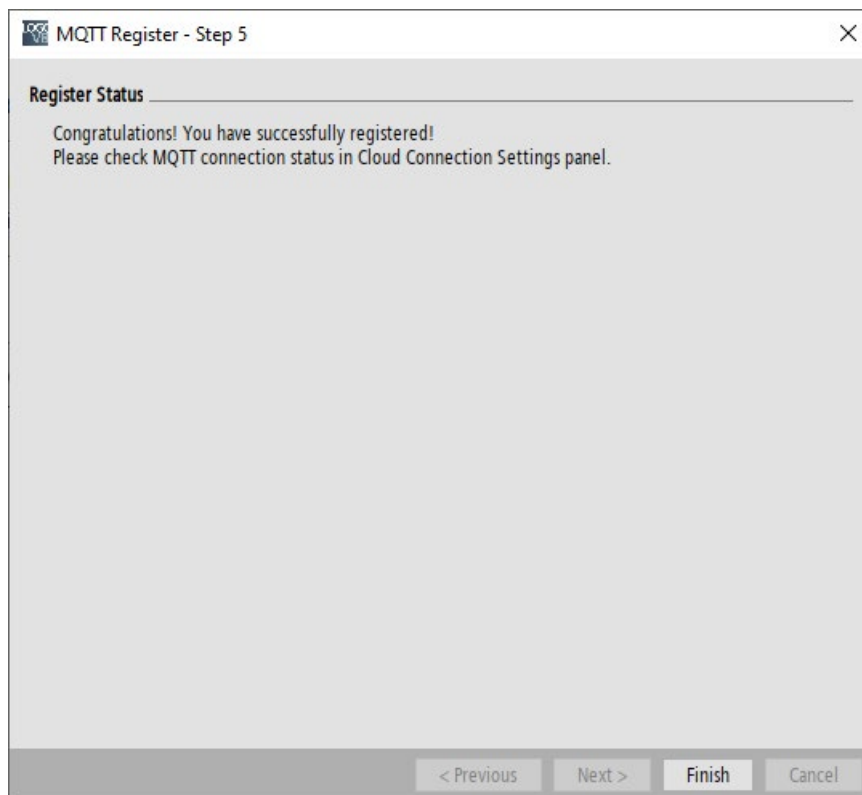 MQTT Register - Step 5
Register Status
Congratulations! You have successfully registered!
Please check MQTT connection status in Cloud Connection Settings panel.
< Previous
Next >
Finish
Cancel